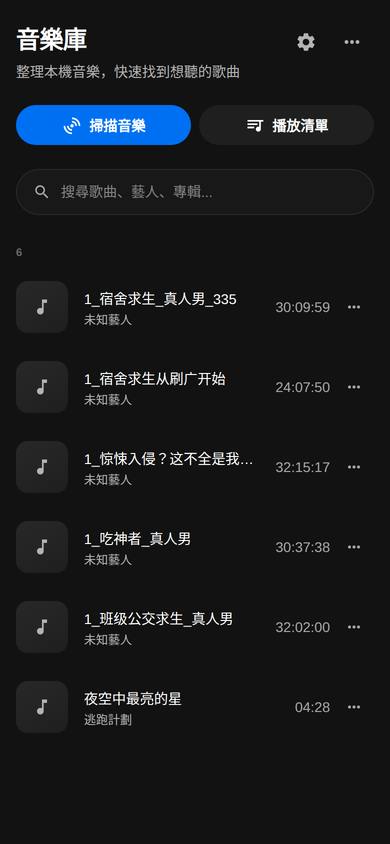 音樂庫
整理本機音樂，快速找到想聽的歌曲
掃描音樂
播放清單
搜尋歌曲、藝人、專輯...
6
1_宿舍求生_真人男_335
30:09:59
未知藝人
1_宿舍求生从刷广开始
24:07:50
未知藝人
1_惊悚入侵？这不全是我…
32:15:17
未知藝人
1_吃神者_真人男
30:37:38
未知藝人
1_班级公交求生_真人男
32:02:00
未知藝人
夜空中最亮的星
04:28
逃跑計劃